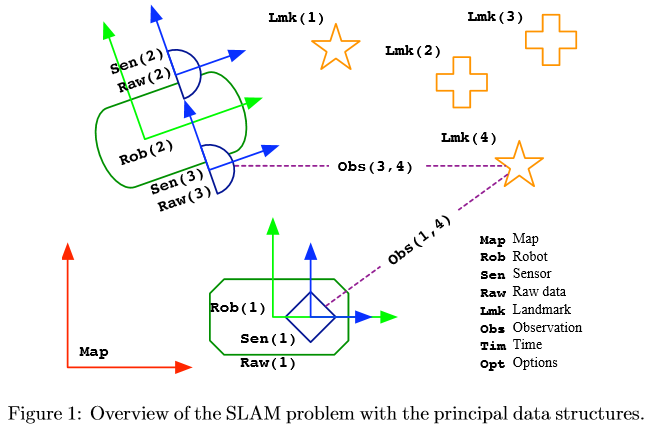 Lmk(1)
Lmk(3)
Lmk(2)
Sen(2)
Raw(2)
Rob(2)
Lmk(4)
Obs(3,4)
Sen(3)
Raw(3)
Obs(1,4)
Map Map
Rob Robot
Sen Sensor
Raw Raw data
Lmk Landmark
Obs Observation
Tim Time
Opt Options
Rob(1)
Sen(1)
Raw(1)
Map
Figure 1: Overview of the SLAM problem with the principal data structures.